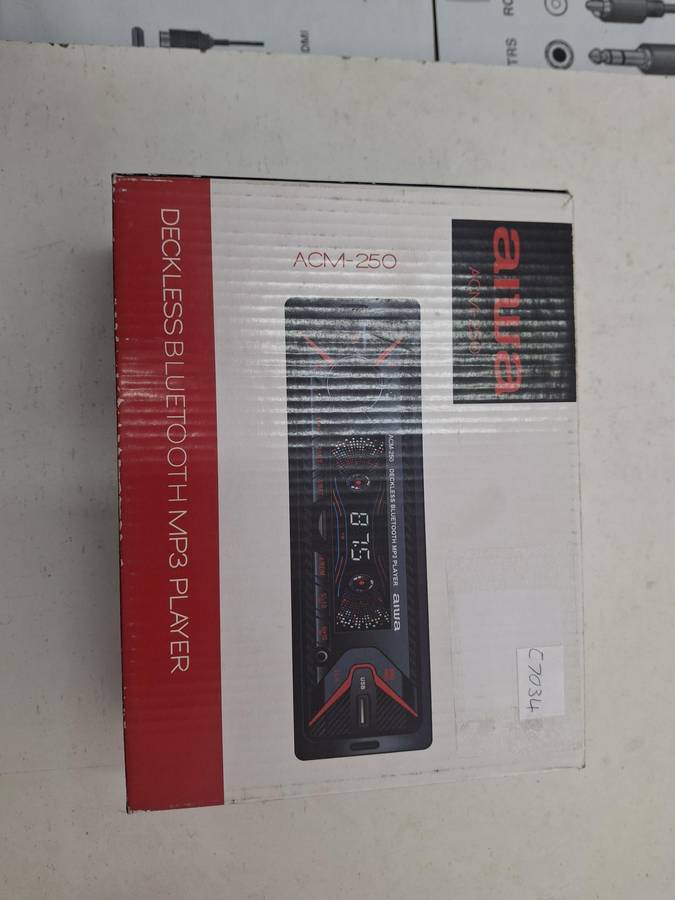 aiwa
ACM-250
ACM-250
ACM-250 DECKLESS BLUETOOTH MP3 PLAYER
aiwa
87.5
USB
DECKLESS BLUETOOTH MP3 PLAYER
C7034
TRS